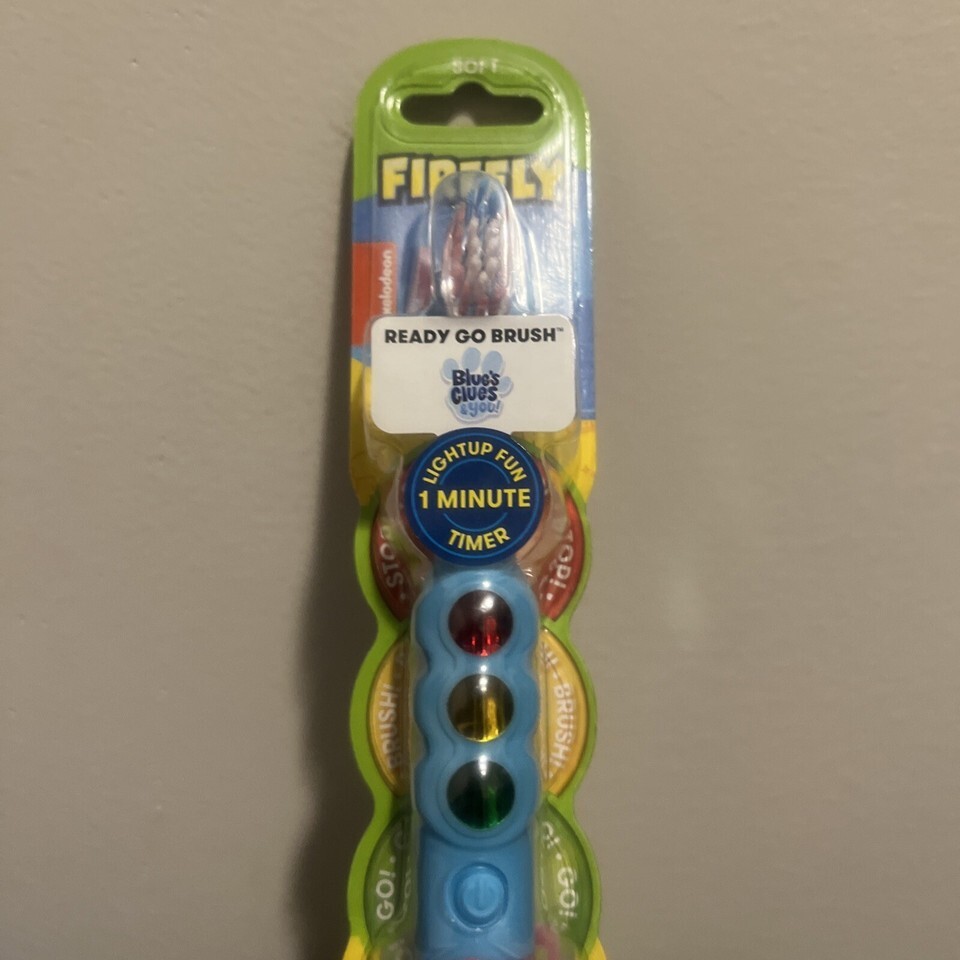 SOFT
FIREFLY
nickelodeon
READY GO BRUSH™
Blue's
Clues
& you!
LIGHTUP FUN
1 MINUTE
TIMER
STOP!
BRUSH!
BRUSH!
GO!
GO!